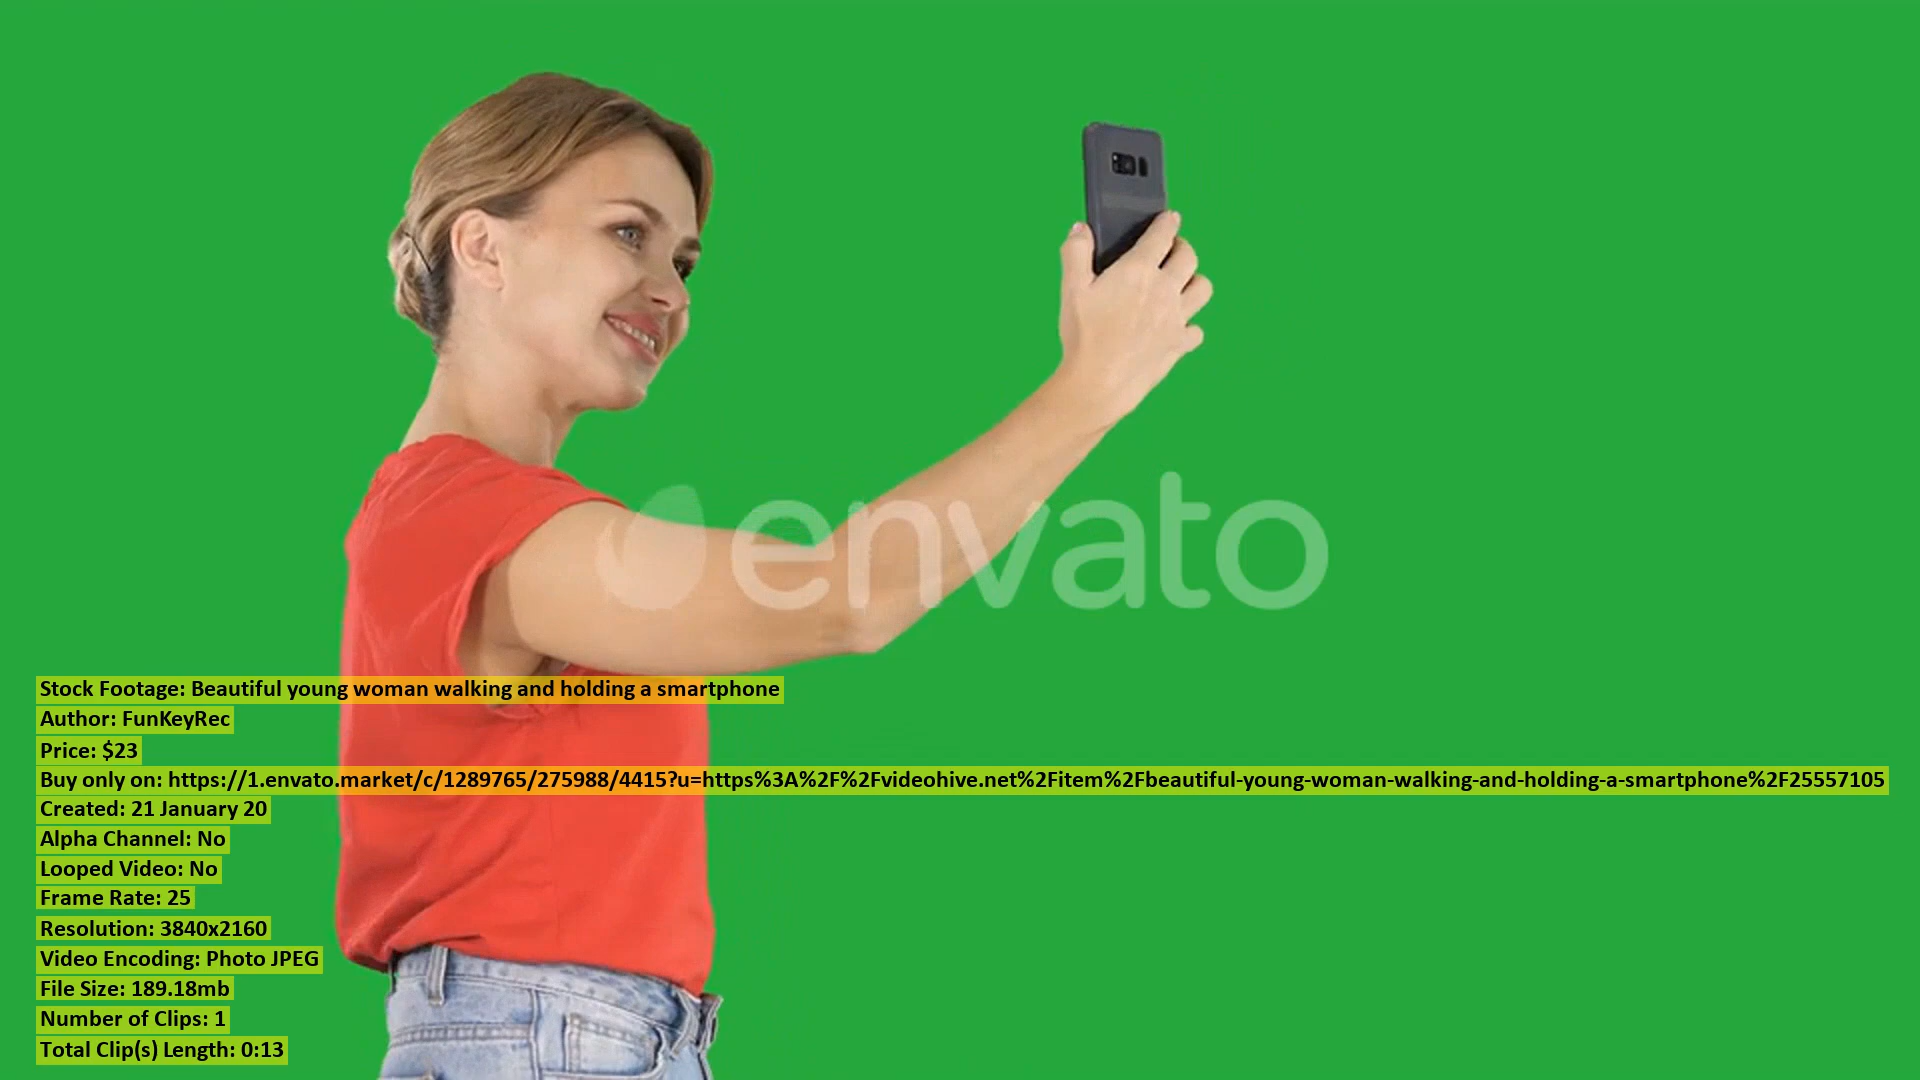 envato
Stock Footage: Beautiful young woman walking and holding a smartphone
Author: FunKeyRec
Price: $23
Buy only on: https://1.envato.market/c/1289765/275988/4415?u=https%3A%2F%2Fvideohive.net%2Fitem%2Fbeautiful-young-woman-walking-and-holding-a-smartphone%2F25557105
Created: 21 January 20
Alpha Channel: No
Looped Video: No
Frame Rate: 25
Resolution: 3840x2160
Video Encoding: Photo JPEG
File Size: 189.18mb
Number of Clips: 1
Total Clip(s) Length: 0:13